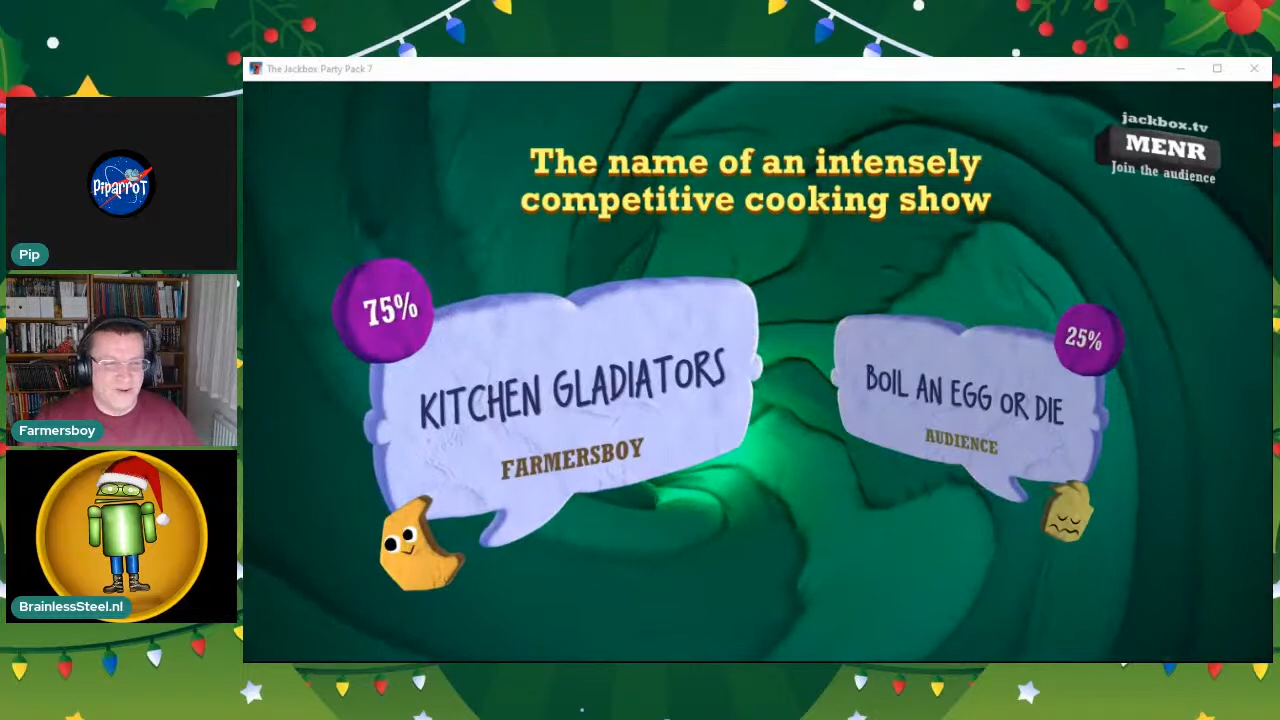 The Jackbox Party Pack 7
jackbox.tv
MENR
Join the audience
The name of an intensely
competitive cooking show
75%
KITCHEN GLADIATORS
FARMERSBOY
25%
BOIL AN EGG OR DIE
AUDIENCE
PiparroT
Pip
Farmersboy
BrainlessSteel.nl